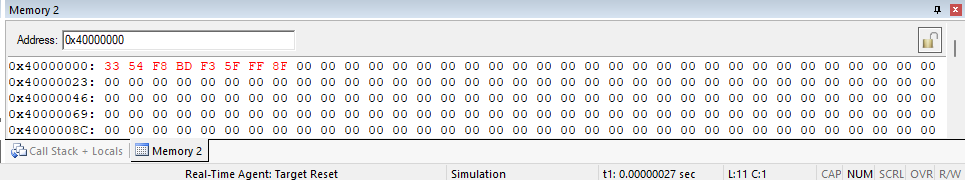 Memory 2
Address: 0x40000000
0x40000000: 33 54 F8 BD F3 5F FF 8F 00 00 00 00 00 00 00 00 00 00 00 00 00 00 00 00 00 00 00 00 00 00 00 00 00 00 00
0x40000023: 00 00 00 00 00 00 00 00 00 00 00 00 00 00 00 00 00 00 00 00 00 00 00 00 00 00 00 00 00 00 00 00 00 00 00
0x40000046: 00 00 00 00 00 00 00 00 00 00 00 00 00 00 00 00 00 00 00 00 00 00 00 00 00 00 00 00 00 00 00 00 00 00 00
0x40000069: 00 00 00 00 00 00 00 00 00 00 00 00 00 00 00 00 00 00 00 00 00 00 00 00 00 00 00 00 00 00 00 00 00 00 00
0x4000008C: 00 00 00 00 00 00 00 00 00 00 00 00 00 00 00 00 00 00 00 00 00 00 00 00 00 00 00 00 00 00 00 00 00 00 00
Call Stack + Locals Memory 2
Real-Time Agent: Target Reset Simulation t1: 0.00000027 sec L:11 C:1 CAP NUM SCRL OVR R/W